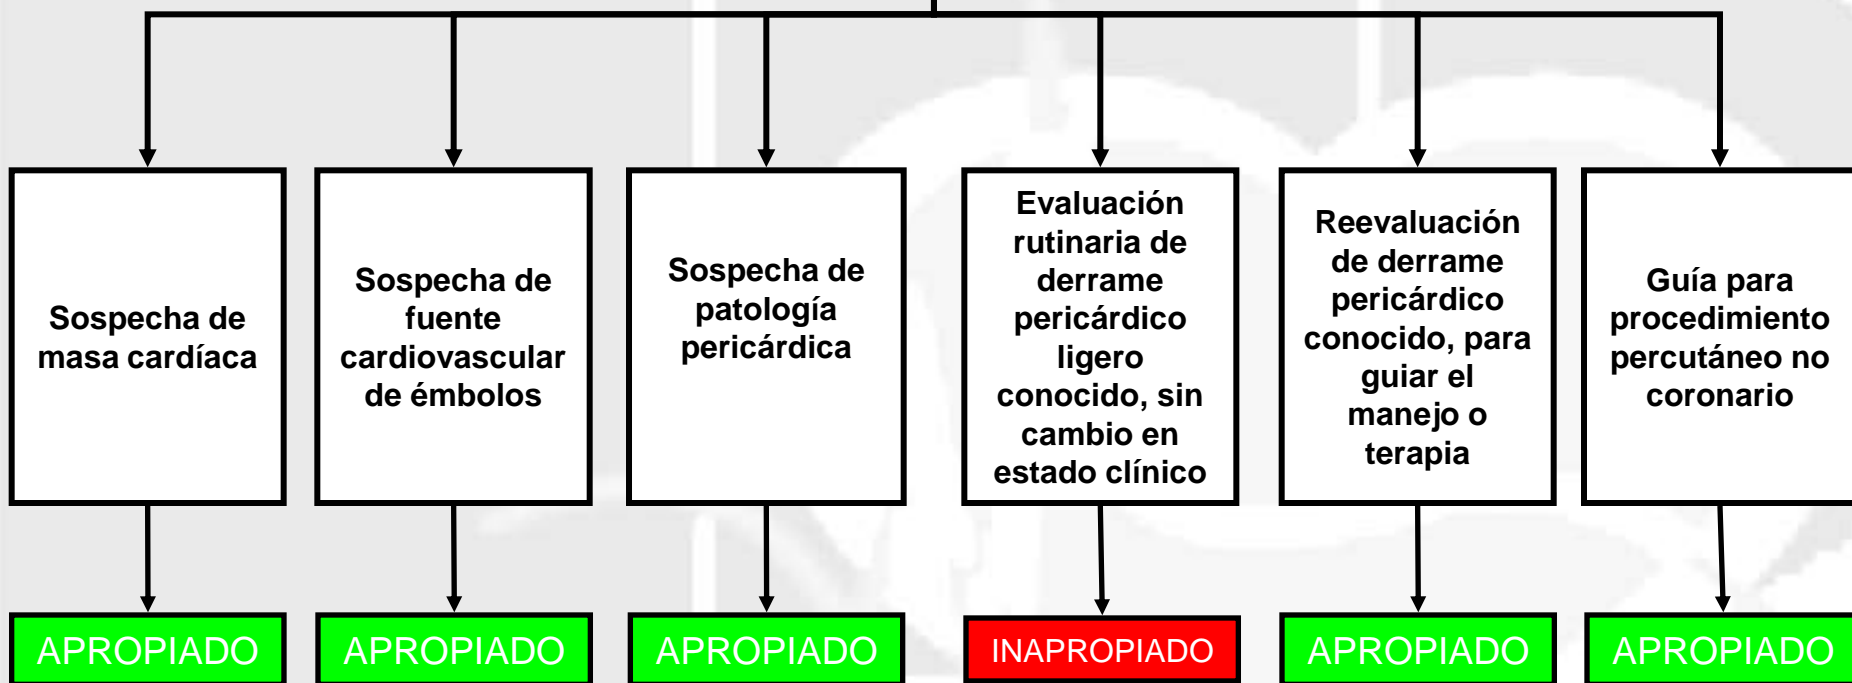 Sospecha de
masa cardíaca
Sospecha de
fuente
cardiovascular
de émbolos
Sospecha de
patología
pericárdica
Evaluación
rutinaria de
derrame
pericárdico
ligero
conocido, sin
cambio en
estado clínico
Reevaluación
de derrame
pericárdico
conocido, para
guiar el
manejo o
terapia
Guía para
procedimiento
percutáneo no
coronario
APROPIADO
APROPIADO
APROPIADO
INAPROPIADO
APROPIADO
APROPIADO